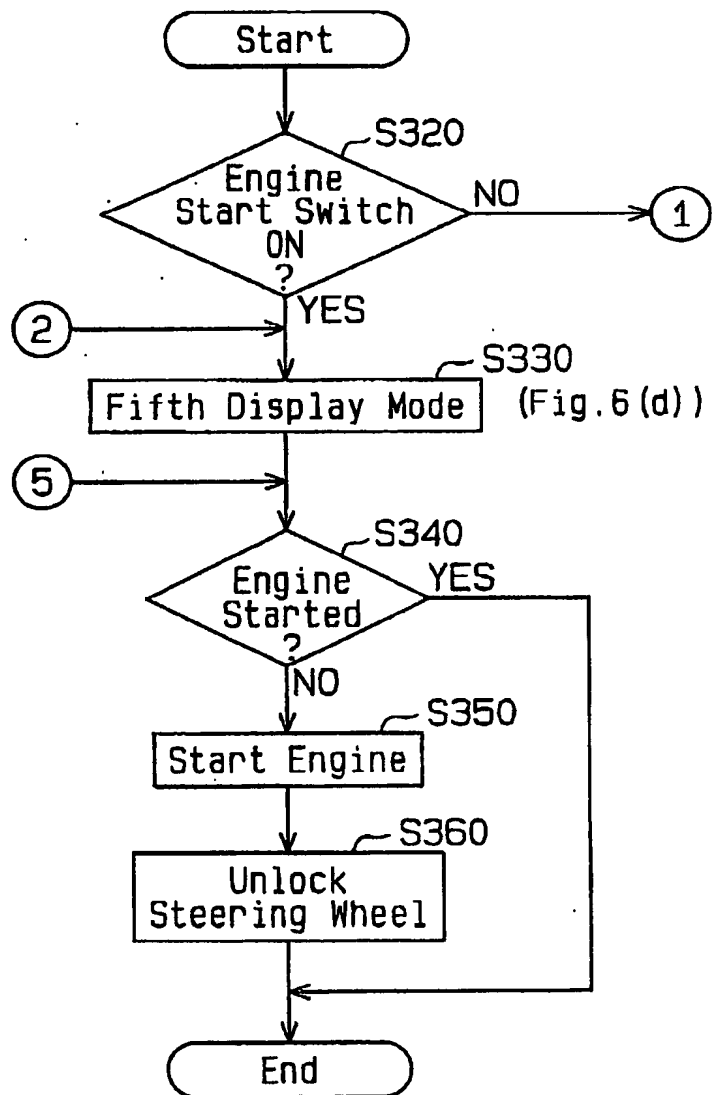 Start
S320
Engine
Start Switch
ON
?
NO
1
YES
2
S330
Fifth Display Mode (Fig.6(d))
5
S340
Engine
Started
?
YES
NO
S350
Start Engine
S360
Unlock
Steering Wheel
End